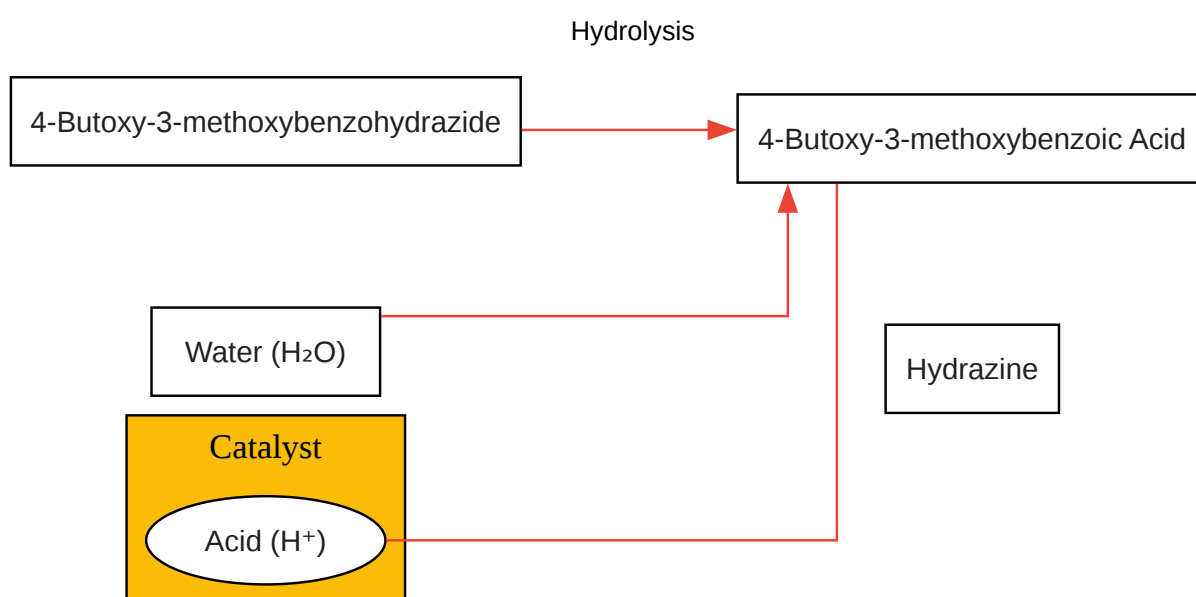 Hydrolysis
4-Butoxy-3-methoxybenzohydrazide
4-Butoxy-3-methoxybenzoic Acid
Water (H₂O)
Hydrazine
Catalyst
Acid (H⁺)